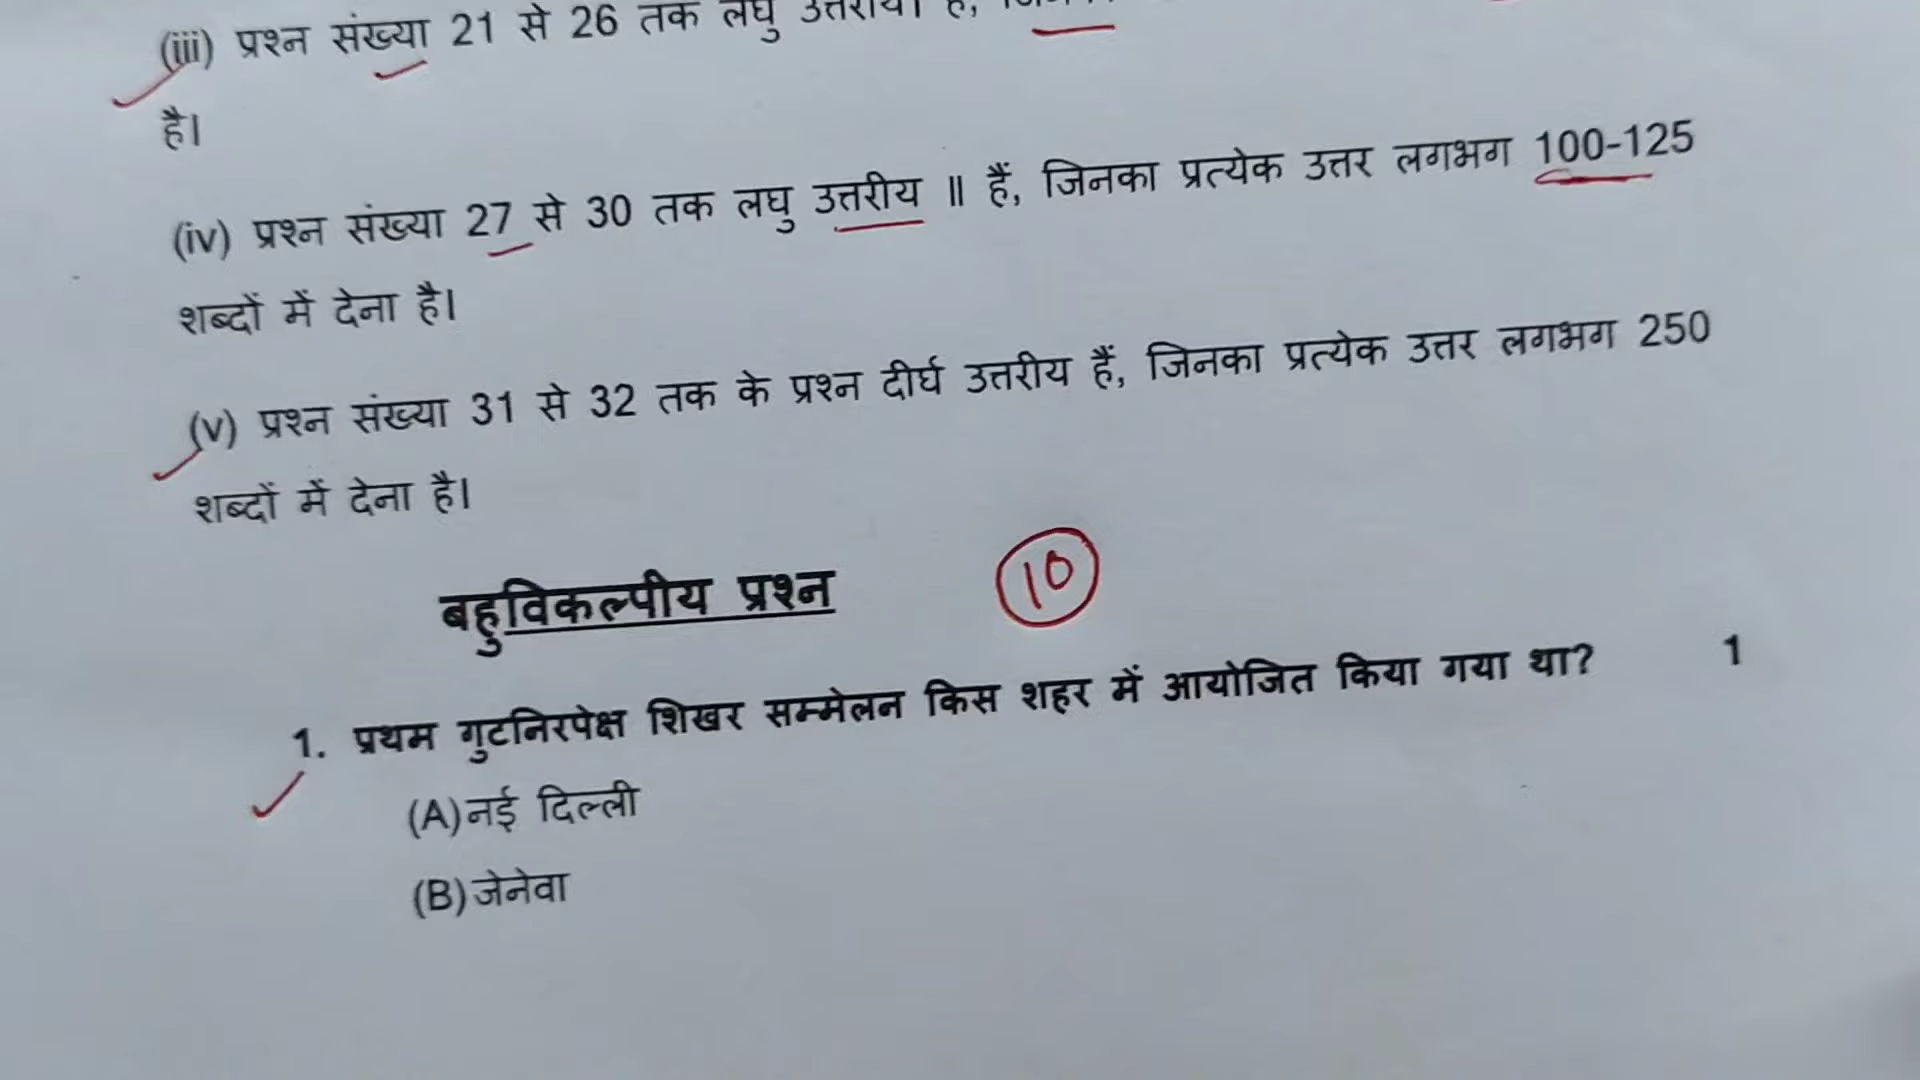 (iii) प्रश्न संख्या 21 से 26 तक लघु उत्तरीय। हैं,
है।
(iv) प्रश्न संख्या 27 से 30 तक लघु उत्तरीय ॥ हैं, जिनका प्रत्येक उत्तर लगभग 100-125
शब्दों में देना है।
(v) प्रश्न संख्या 31 से 32 तक के प्रश्न दीर्घ उत्तरीय हैं, जिनका प्रत्येक उत्तर लगभग 250
शब्दों में देना है।
बहुविकल्पीय प्रश्न 10
1. प्रथम गुटनिरपेक्ष शिखर सम्मेलन किस शहर में आयोजित किया गया था? 1
(A) नई दिल्ली
(B) जेनेवा